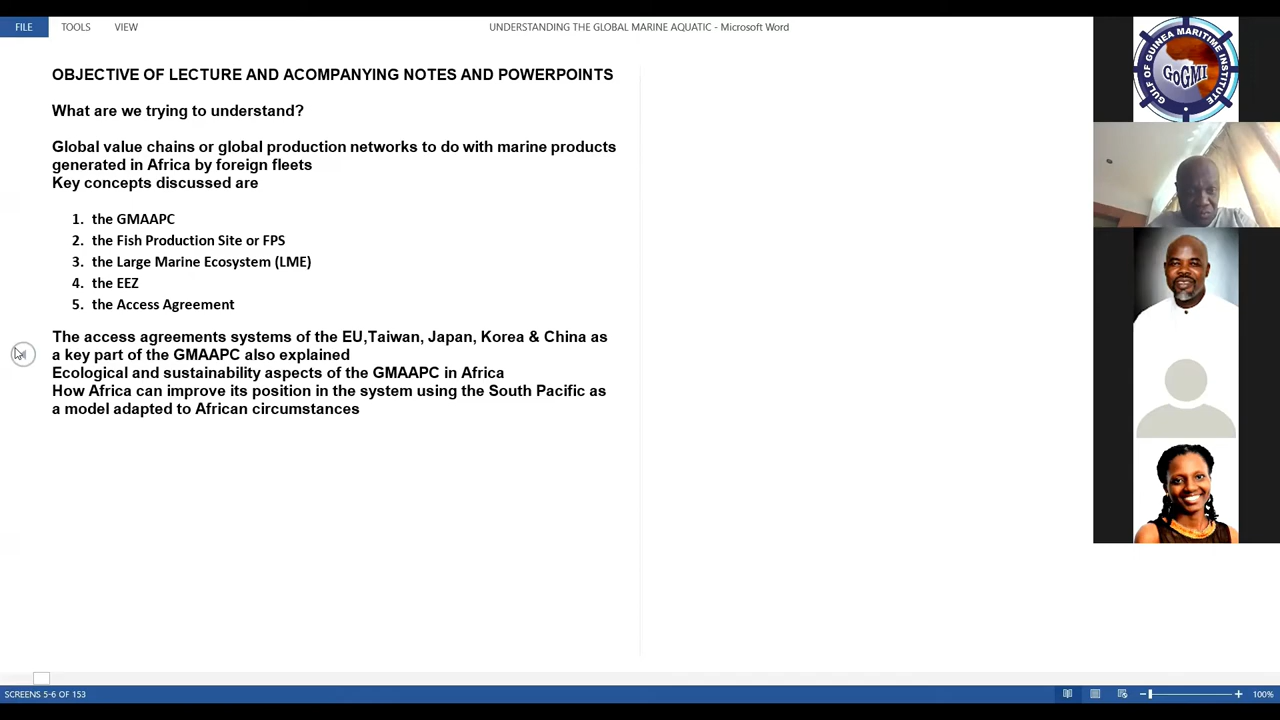 FILE TOOLS VIEW UNDERSTANDING THE GLOBAL MARINE AQUATIC - Microsoft Word
OBJECTIVE OF LECTURE AND ACOMPANYING NOTES AND POWERPOINTS
What are we trying to understand?
Global value chains or global production networks to do with marine products
generated in Africa by foreign fleets
Key concepts discussed are
1. the GMAAPC
2. the Fish Production Site or FPS
3. the Large Marine Ecosystem (LME)
4. the EEZ
5. the Access Agreement
The access agreements systems of the EU,Taiwan, Japan, Korea & China as
a key part of the GMAAPC also explained
Ecological and sustainability aspects of the GMAAPC in Africa
How Africa can improve its position in the system using the South Pacific as
a model adapted to African circumstances
GULF OF GUINEA MARITIME INSTITUTE
GoGMI
SCREENS 5-6 OF 153
100%